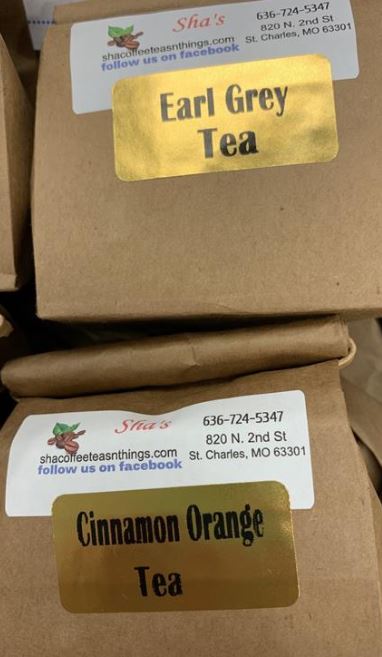 Sha's
636-724-5347
820 N. 2nd St
shacoffeeteasnthings.com St. Charles, MO 63301
follow us on facebook
Earl Grey
Tea
Sha's
636-724-5347
820 N. 2nd St
shacoffeeteasnthings.com St. Charles, MO 63301
follow us on facebook
Cinnamon Orange
Tea